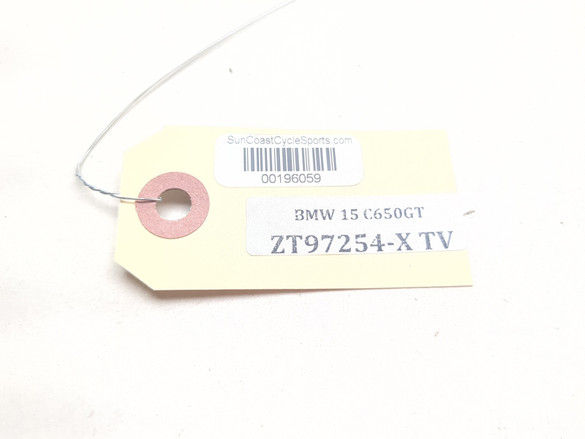 SunCoastCycleSports.com
00196059
BMW 15 C650GT
ZT97254-X TV